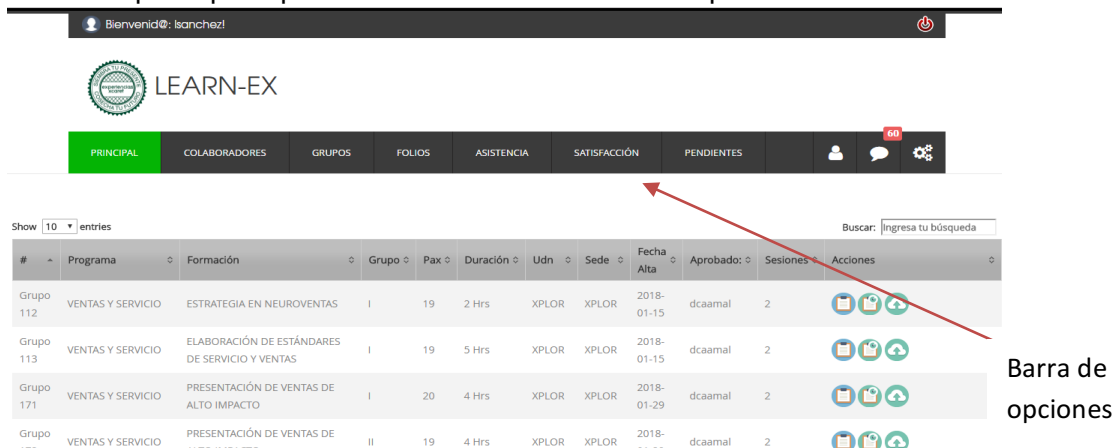 Bienvenid@: lsanchez!
LEARN-EX
PRINCIPAL COLABORADORES GRUPOS FOLIOS ASISTENCIA SATISFACCIÓN PENDIENTES 60
Show 10 entries Buscar: Ingresa tu búsqueda
# Programa Formación Grupo Pax Duración Udn Sede Fecha Alta Aprobado: Sesiones Acciones
Grupo 112 VENTAS Y SERVICIO ESTRATEGIA EN NEUROVENTAS I 19 2 Hrs XPLOR XPLOR 2018-01-15 dcaamal 2
Grupo 113 VENTAS Y SERVICIO ELABORACIÓN DE ESTÁNDARES DE SERVICIO Y VENTAS I 19 5 Hrs XPLOR XPLOR 2018-01-15 dcaamal 2
Grupo 171 VENTAS Y SERVICIO PRESENTACIÓN DE VENTAS DE ALTO IMPACTO I 20 4 Hrs XPLOR XPLOR 2018-01-29 dcaamal 2
Grupo VENTAS Y SERVICIO PRESENTACIÓN DE VENTAS DE II 19 4 Hrs XPLOR XPLOR 2018- dcaamal 2
Barra de
opciones